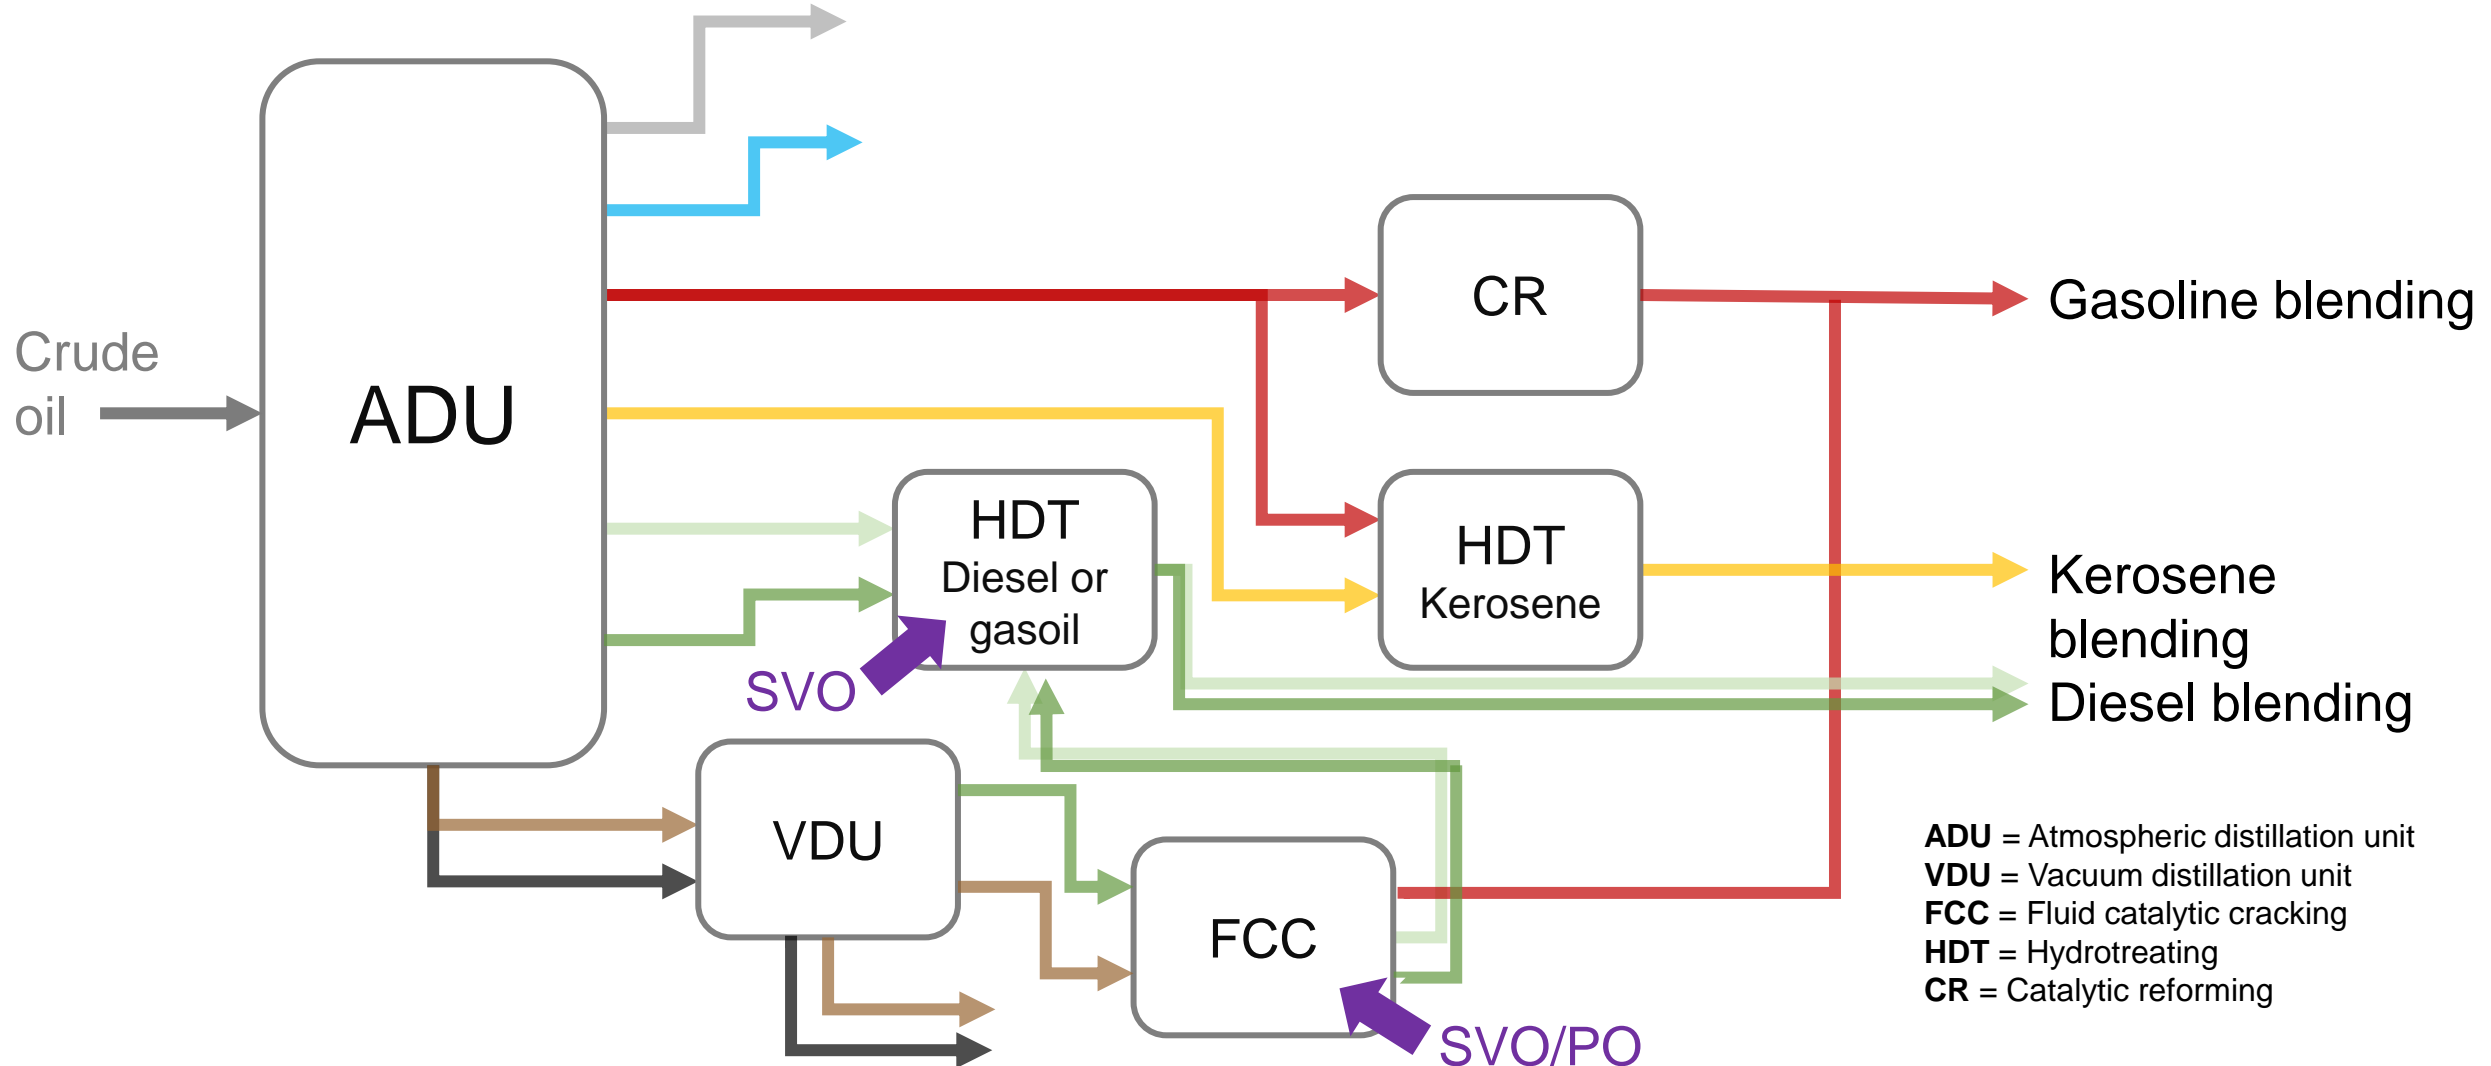 Crude
oil
ADU
CR
Gasoline blending
HDT
Diesel or
gasoil
HDT
Kerosene
Kerosene
blending
SVO
Diesel blending
VDU
FCC
SVO/PO
ADU = Atmospheric distillation unit
VDU = Vacuum distillation unit
FCC = Fluid catalytic cracking
HDT = Hydrotreating
CR = Catalytic reforming